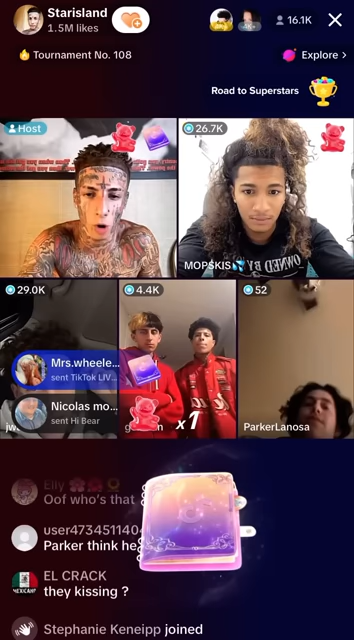 Starisland
1.5M likes
16.1K
Tournament No. 108
Explore >
Road to Superstars
Host
26.7K
MOPSKIS
29.0K
4.4K
52
Mrs.wheele...
sent TikTok LIV...
Nicolas mo...
sent Hi Bear
x1
ParkerLanosa
Elly
Oof who's that
user473451140
Parker think he
EL CRACK
they kissing ?
Stephanie Keneipp joined